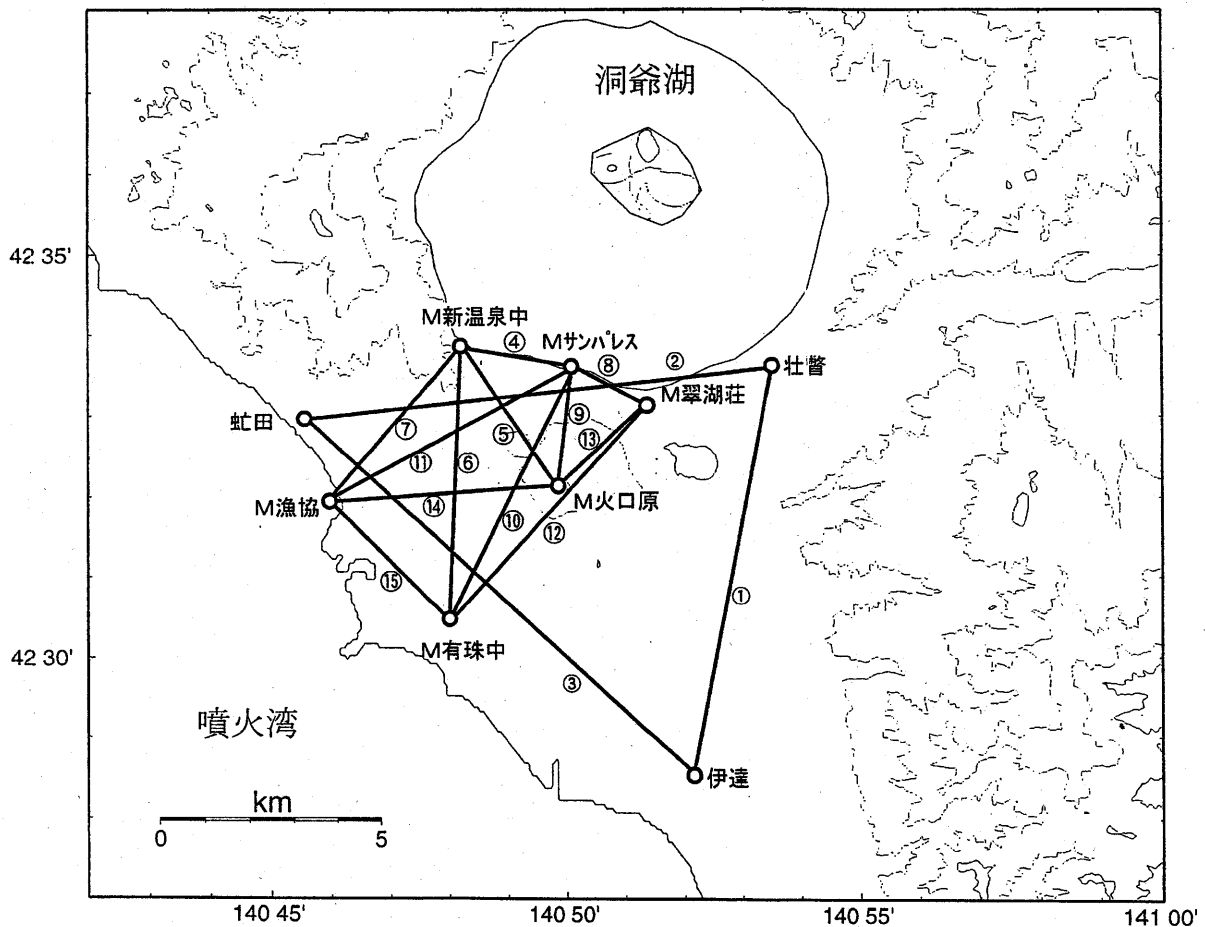 洞爺湖
42 35'
M新温泉中
④
Mサンパレス
⑧
②
壮瞥
M翠湖荘
虻田
⑦
⑤
⑨
⑬
⑪
⑥
M漁協
⑭
⑩
⑫
M火口原
⑮
①
M有珠中
42 30'
③
噴火湾
伊達
km
0
5
140 45'
140 50'
140 55'
141 00'